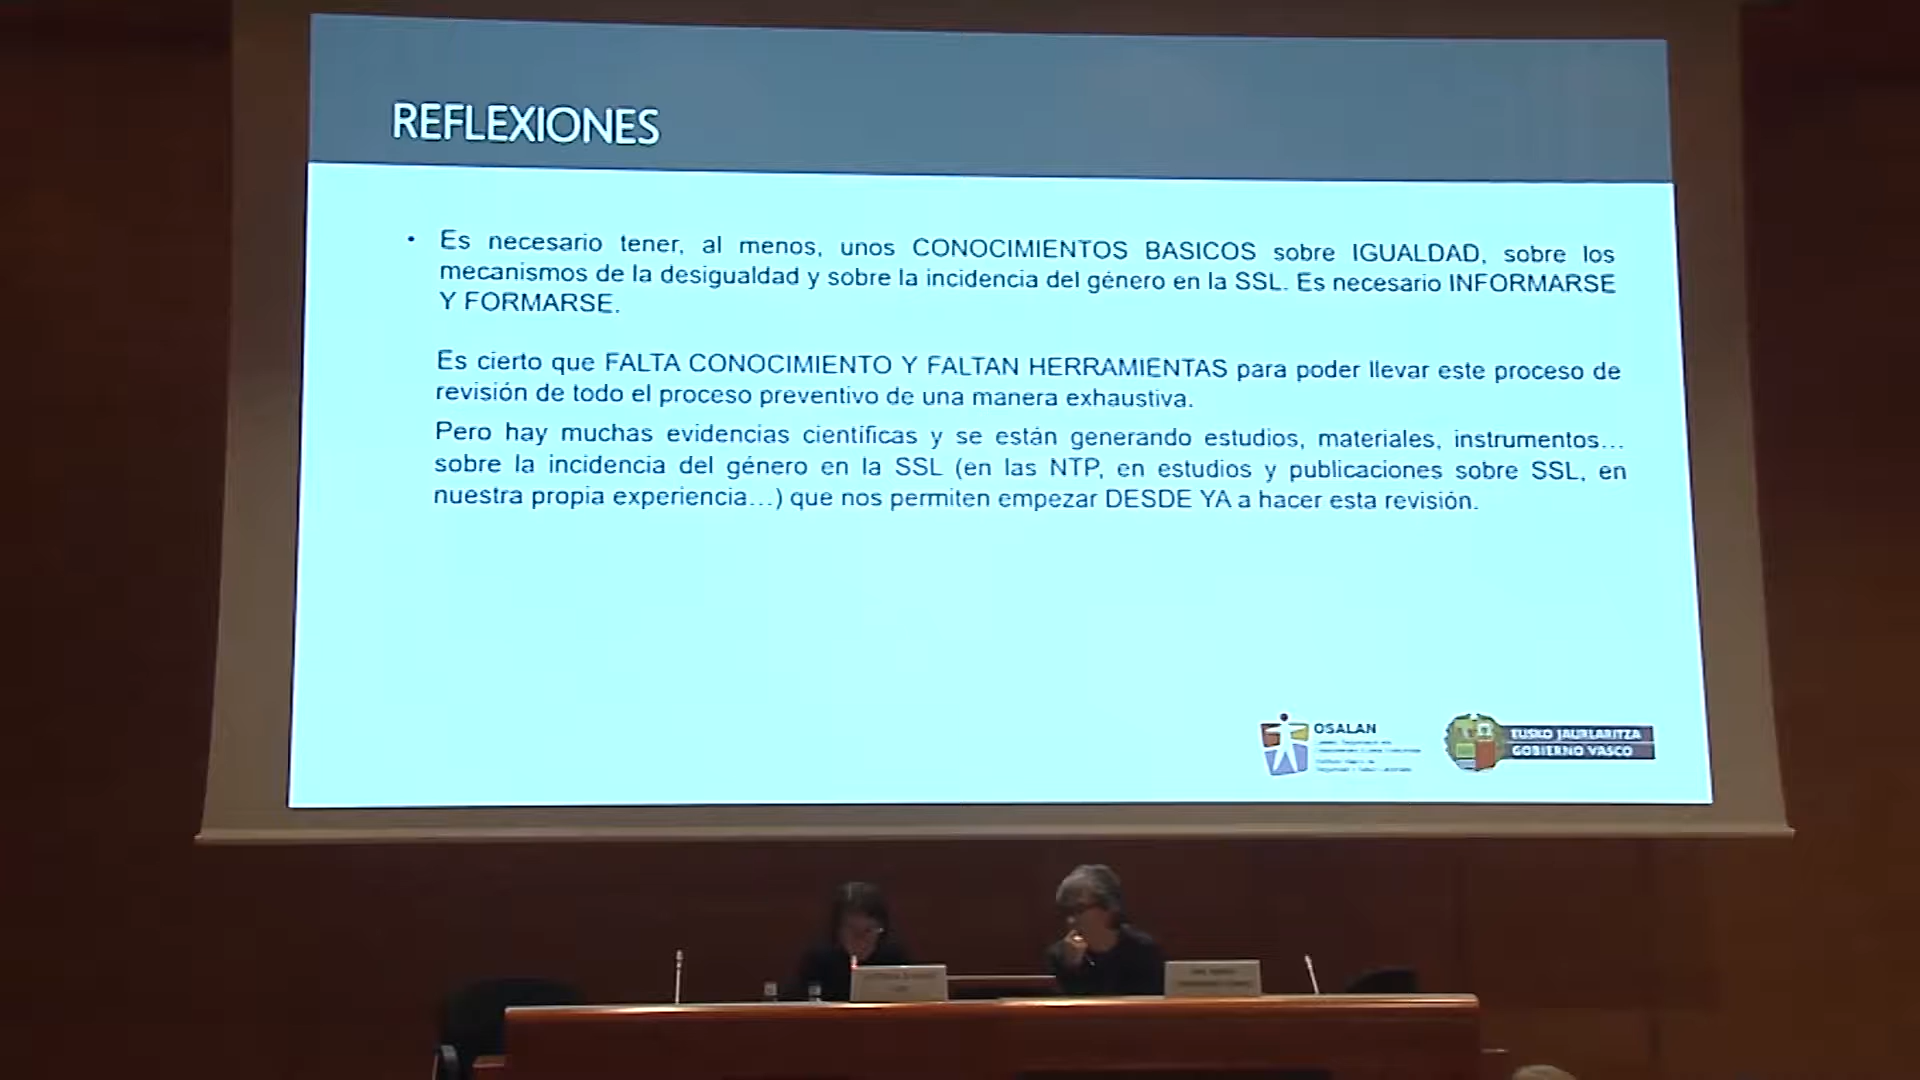 REFLEXIONES
• Es necesario tener, al menos, unos CONOCIMIENTOS BASICOS sobre IGUALDAD, sobre los
mecanismos de la desigualdad y sobre la incidencia del género en la SSL. Es necesario INFORMARSE
Y FORMARSE.
Es cierto que FALTA CONOCIMIENTO Y FALTAN HERRAMIENTAS para poder llevar este proceso de
revisión de todo el proceso preventivo de una manera exhaustiva.
Pero hay muchas evidencias científicas y se están generando estudios, materiales, instrumentos...
sobre la incidencia del género en la SSL (en las NTP, en estudios y publicaciones sobre SSL, en
nuestra propia experiencia...) que nos permiten empezar DESDE YA a hacer esta revisión.
OSALAN
EUSKO JAURLARITZA
GOBIERNO VASCO